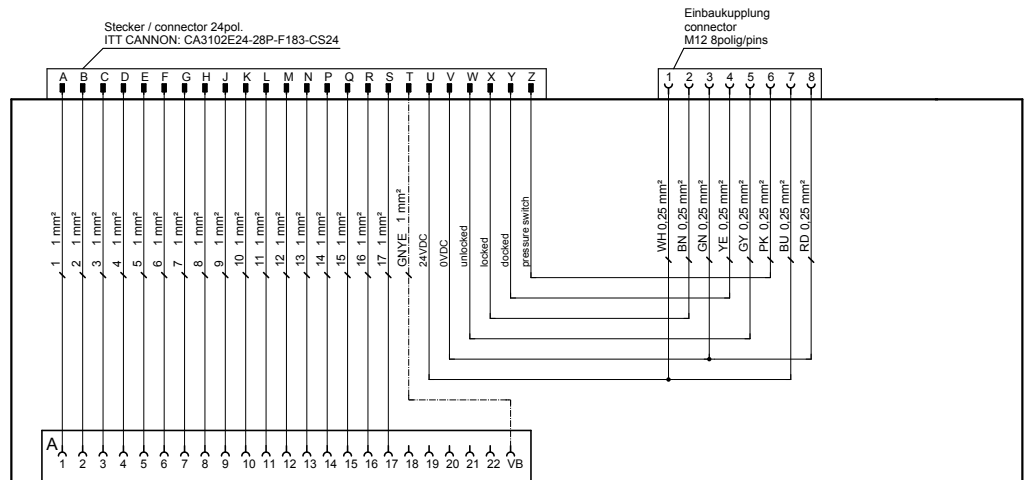 Stecker / connector 24pol.
ITT CANNON: CA3102E24-28P-F183-CS24
Einbaukupplung
connector
M12 8polig/pins
A B C D E F G H J K L M N P Q R S T U V W X Y Z
1 2 3 4 5 6 7 8
1 1 mm²
2 1 mm²
3 1 mm²
4 1 mm²
5 1 mm²
6 1 mm²
7 1 mm²
8 1 mm²
9 1 mm²
10 1 mm²
11 1 mm²
12 1 mm²
13 1 mm²
14 1 mm²
15 1 mm²
16 1 mm²
17 1 mm²
GNYE 1 mm²
24VDC
0VDC
unlocked
locked
docked
pressure switch
WH 0,25 mm²
BN 0,25 mm²
GN 0,25 mm²
YE 0,25 mm²
GY 0,25 mm²
PK 0,25 mm²
BU 0,25 mm²
RD 0,25 mm²
A
1 2 3 4 5 6 7 8 9 10 11 12 13 14 15 16 17 18 19 20 21 22 VB